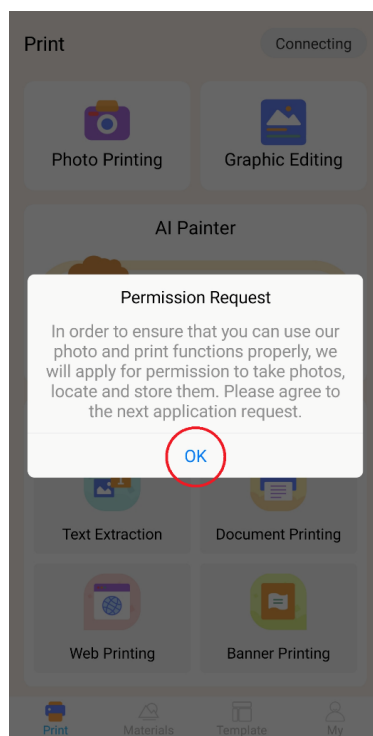 Print
Connecting
Photo Printing
Graphic Editing
AI Painter
Permission Request
In order to ensure that you can use our
photo and print functions properly, we
will apply for permission to take photos,
locate and store them. Please agree to
the next application request.
OK
Text Extraction
Document Printing
Web Printing
Banner Printing
Print
Materials
Template
My